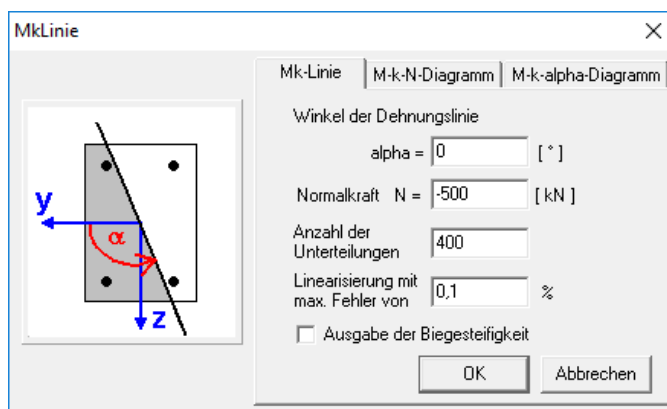 MkLinie
Mk-Linie
M-k-N-Diagramm
M-k-alpha-Diagramm
Winkel der Dehnungslinie
alpha = 0 [ ° ]
Normalkraft N = -500 [ kN ]
Anzahl der
Unterteilungen 400
Linearisierung mit
max. Fehler von 0,1 %
Ausgabe der Biegesteifigkeit
OK
Abbrechen
y
α
z